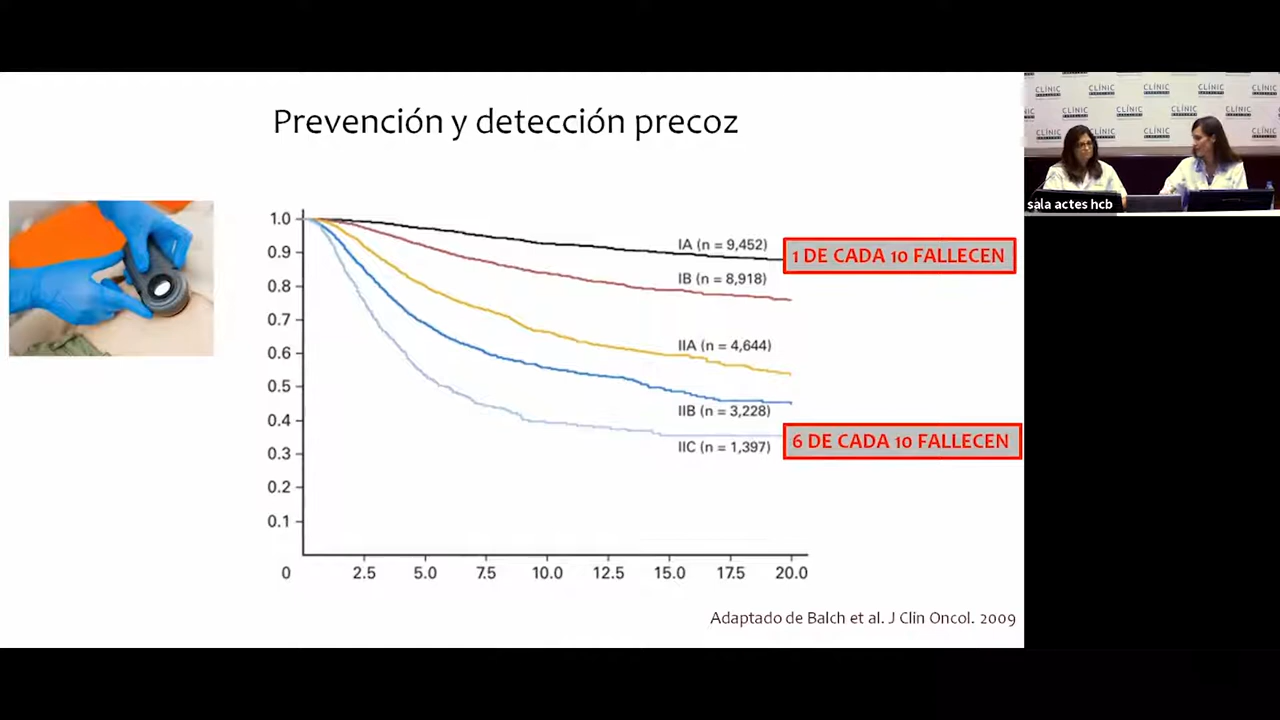 Prevención y detección precoz
1.0
0.9
0.8
0.7
0.6
0.5
0.4
0.3
0.2
0.1
0
2.5
5.0
7.5
10.0
12.5
15.0
17.5
20.0
IA (n = 9,452)
1 DE CADA 10 FALLECEN
IB (n = 8,918)
IIA (n = 4,644)
IIB (n = 3,228)
IIC (n = 1,397)
6 DE CADA 10 FALLECEN
Adaptado de Balch et al. J Clin Oncol. 2009
CLÍNIC
BARCELONA
sala actes hcb